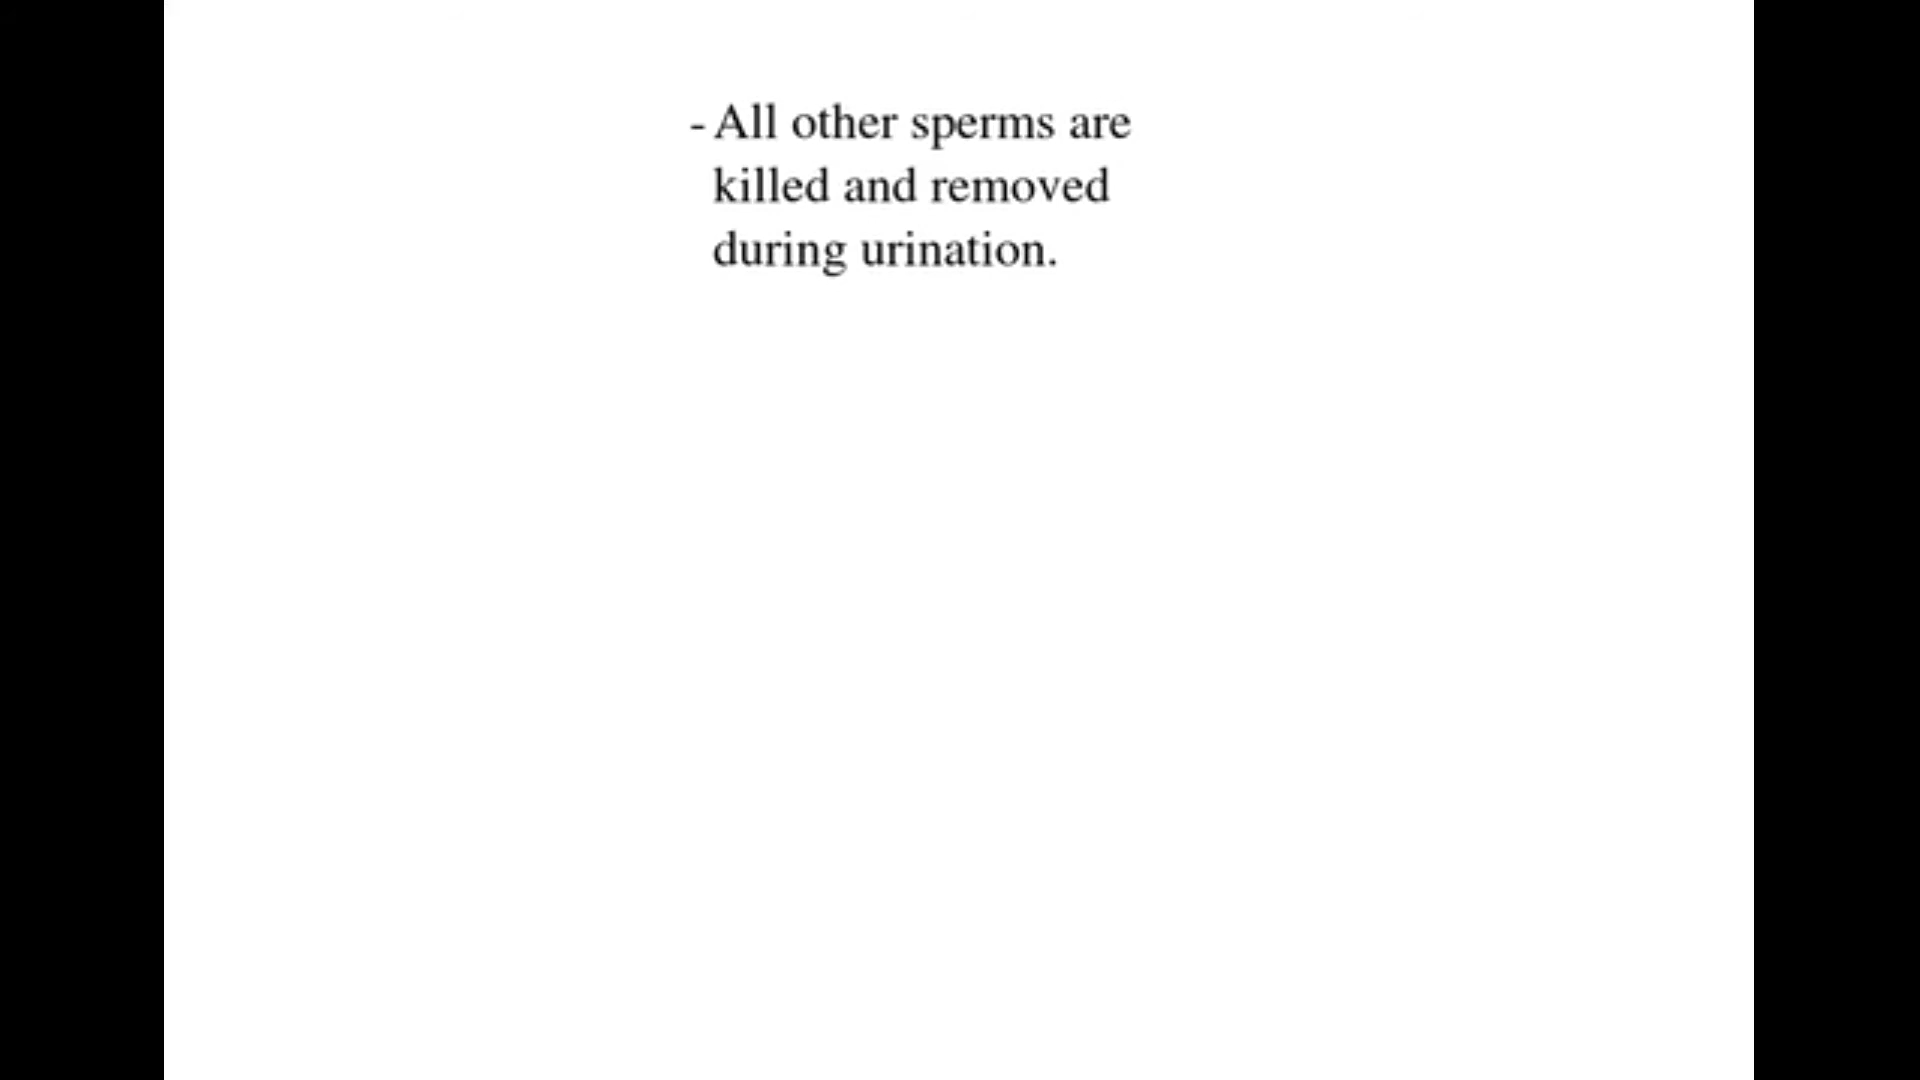 - All other sperms are
killed and removed
during urination.